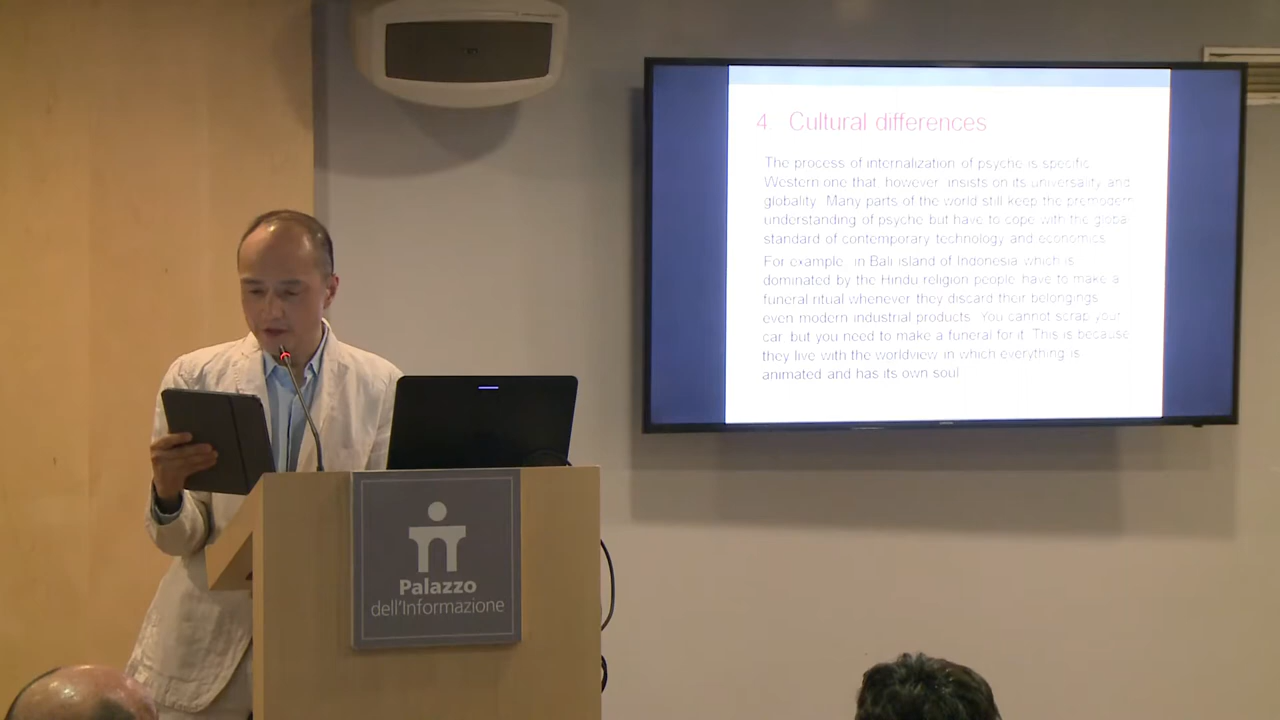 4. Cultural differences
The process of internalization of psyche is specific
Western one that, however, insists on its universality and
globality. Many parts of the world still keep the premodern
understanding of psyche but have to cope with the global
standard of contemporary technology and economics.
For example, in Bali island of Indonesia which is
dominated by the Hindu religion people have to make a
funeral ritual whenever they discard their belongings,
even modern industrial products. You cannot scrap your
car, but you need to make a funeral for it. This is because
they live with the worldview in which everything is
animated and has its own soul.
Palazzo
dell'Informazione